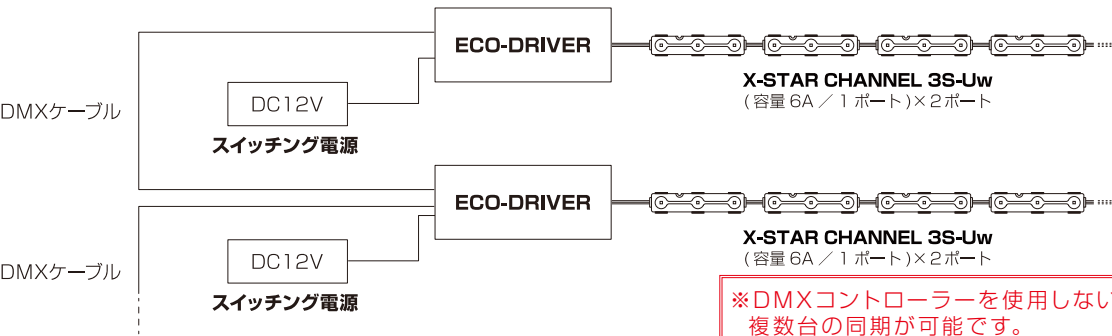 ECO-DRIVER
X-STAR CHANNEL 3S-Uw
(容量6A/1ポート)×2ポート
DMXケーブル
DC12V
スイッチング電源
ECO-DRIVER
X-STAR CHANNEL 3S-Uw
(容量6A/1ポート)×2ポート
DMXケーブル
DC12V
スイッチング電源
※DMXコントローラーを使用しない
複数台の同期が可能です。